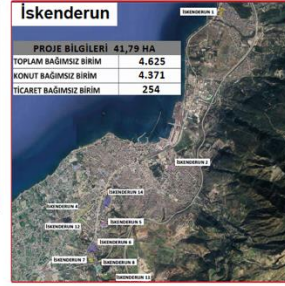 İskenderun
PROJE BİLGİLERİ 41,79 HA
TOPLAM BAĞIMSIZ BİRİM 4.625
KONUT BAĞIMSIZ BİRİM 4.371
TİCARET BAĞIMSIZ BİRİM 254
İSKENDERUN 1
İSKENDERUN 2
İSKENDERUN 14
İSKENDERUN 4
İSKENDERUN 12
İSKENDERUN 5
İSKENDERUN 6
İSKENDERUN 7
İSKENDERUN 8
İSKENDERUN 11